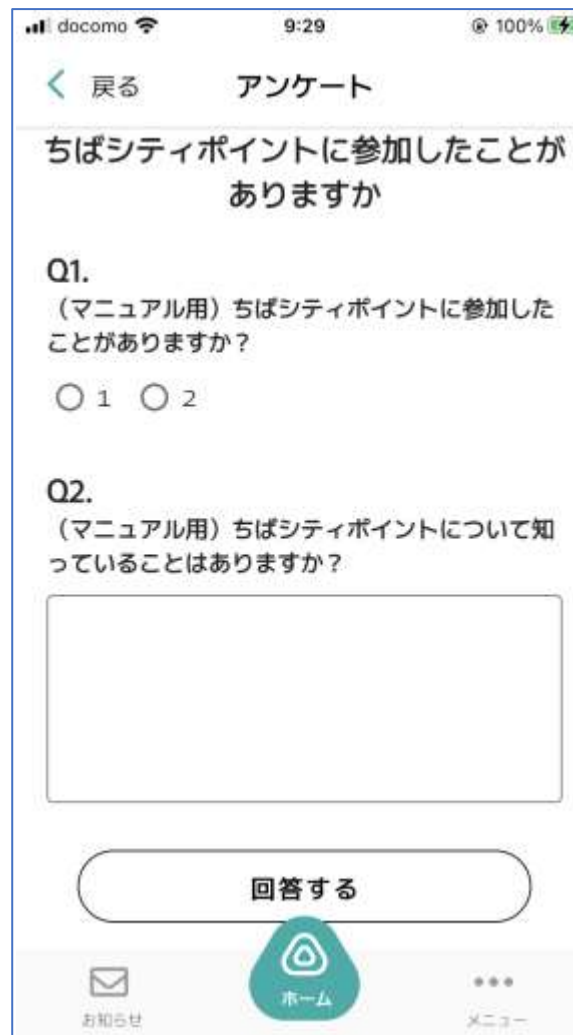 docomo 9:29 100%
戻る アンケート
ちばシティポイントに参加したことが
ありますか
Q1.
（マニュアル用）ちばシティポイントに参加した
ことがありますか？
1 2
Q2.
（マニュアル用）ちばシティポイントについて知
っていることはありますか？
回答する
お知らせ ホーム メニュー